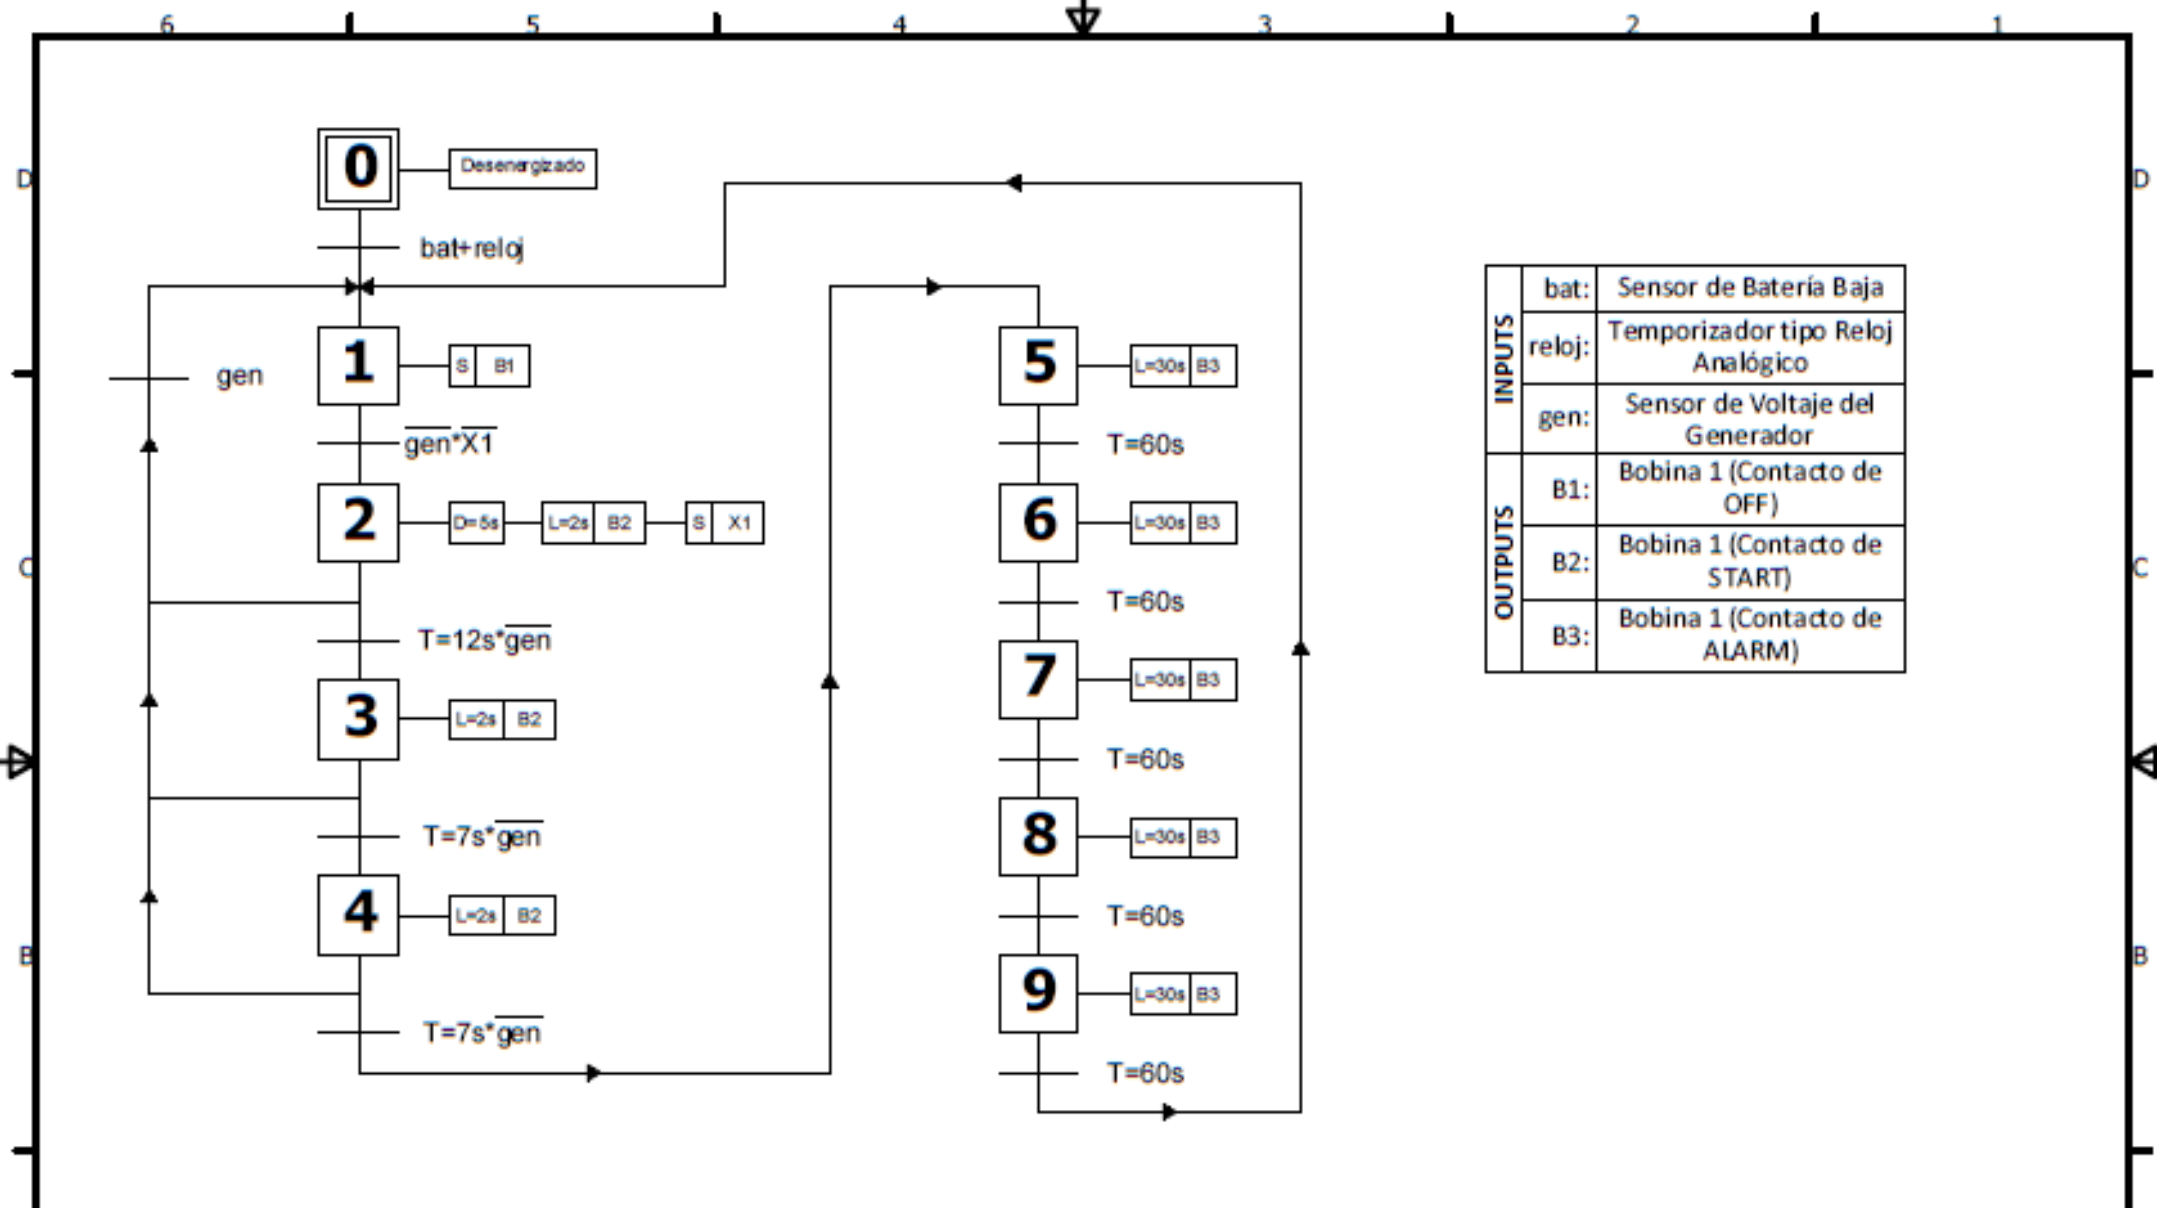 6 5 4 3 2 1
D
D
0
Desenergizado
bat+reloj
gen
1
S B1
gen*X1
2
D=5s L=2s B2 S X1
T=12s*gen
3
L=2s B2
T=7s*gen
4
L=2s B2
T=7s*gen
5
L=30s B3
T=60s
6
L=30s B3
T=60s
7
L=30s B3
T=60s
8
L=30s B3
T=60s
9
L=30s B3
T=60s
INPUTS
bat: Sensor de Batería Baja
reloj: Temporizador tipo Reloj
Analógico
gen: Sensor de Voltaje del
Generador
OUTPUTS
B1: Bobina 1 (Contacto de
OFF)
B2: Bobina 1 (Contacto de
START)
B3: Bobina 1 (Contacto de
ALARM)
C
C
B
B